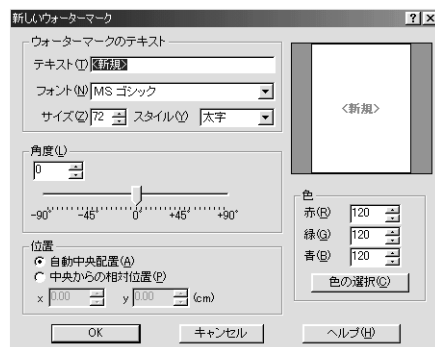 新しいウォーターマーク
ウォーターマークのテキスト
テキスト(T) <新規>
フォント(N) MS ゴシック
サイズ(Z) 72 スタイル(Y) 太字
<新規>
角度(L)
0
-90° -45° 0° +45° +90°
色
赤(R) 120
緑(G) 120
青(B) 120
色の選択(C)
位置
自動中央配置(A)
中央からの相対位置(P)
x 0.00 y 0.00 (cm)
OK キャンセル ヘルプ(H)